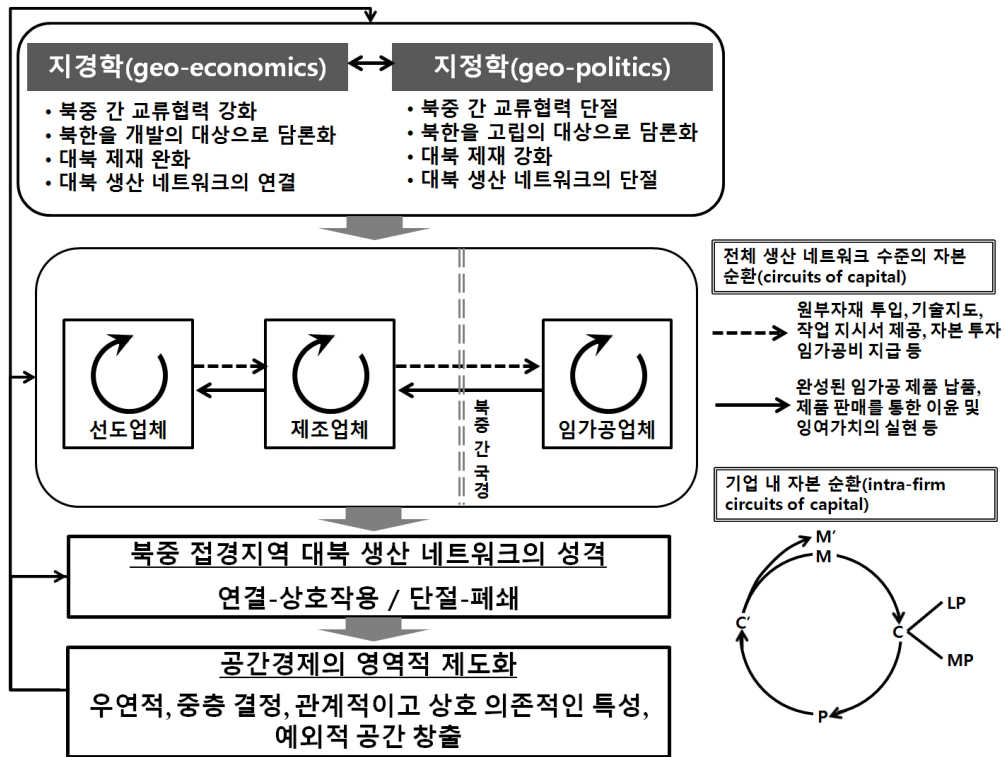 지경학(geo-economics)
• 북중 간 교류협력 강화
• 북한을 개발의 대상으로 담론화
• 대북 제재 완화
• 대북 생산 네트워크의 연결
지정학(geo-politics)
• 북중 간 교류협력 단절
• 북한을 고립의 대상으로 담론화
• 대북 제재 강화
• 대북 생산 네트워크의 단절
선도업체
제조업체
임가공업체
북중 간 국경
전체 생산 네트워크 수준의 자본
순환(circuits of capital)
원부자재 투입, 기술지도,
작업 지시서 제공, 자본 투자
임가공비 지급 등
완성된 임가공 제품 납품,
제품 판매를 통한 이윤 및
잉여가치의 실현 등
북중 접경지역 대북 생산 네트워크의 성격
연결-상호작용 / 단절-폐쇄
공간경제의 영역적 제도화
우연적, 중층 결정, 관계적이고 상호 의존적인 특성,
예외적 공간 창출
기업 내 자본 순환(intra-firm
circuits of capital)
M'
M
C'
C
LP
MP
P